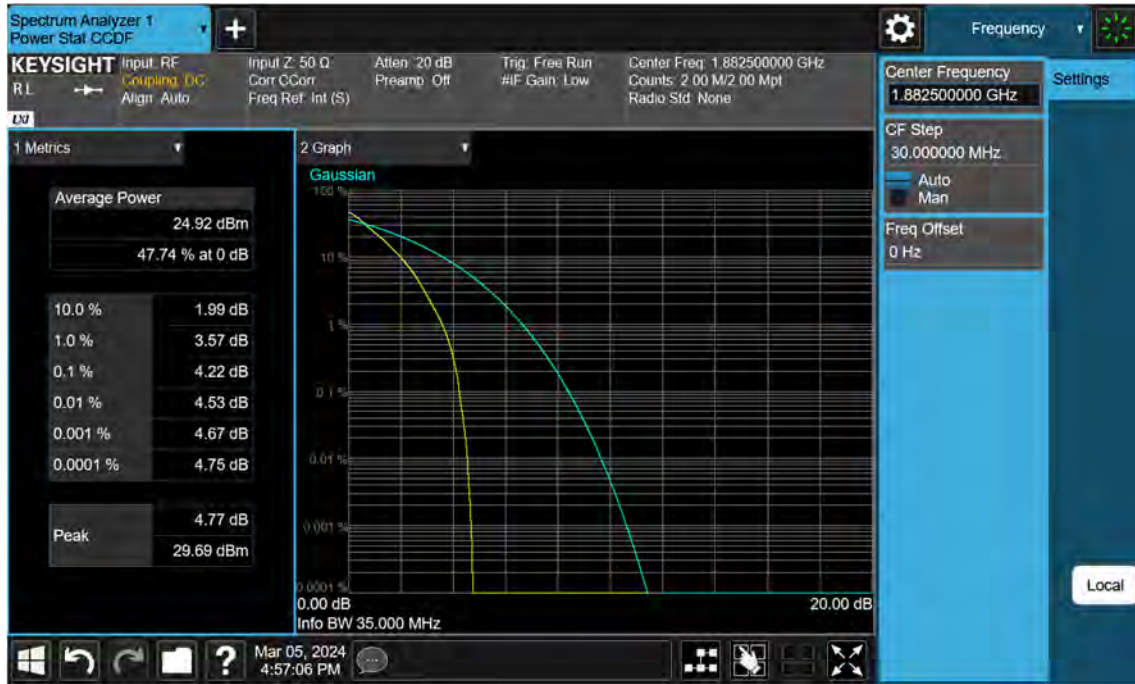 Spectrum Analyzer 1
Power Stat CCDF
+
Frequency
KEYSIGHT
Input: RF
Input Z: 50 Ω
Atten: 20 dB
Trig: Free Run
Center Freq: 1.882500000 GHz
RL
Coupling: DC
Corr CCorr
Preamp: Off
#IF Gain: Low
Counts: 2.00 M/2.00 Mpt
Align: Auto
Freq Ref: Int (S)
Radio Std: None
LXI
Center Frequency
1.882500000 GHz
Settings
CF Step
30.000000 MHz
Auto
Man
Freq Offset
0 Hz
1 Metrics
Average Power
24.92 dBm
47.74 % at 0 dB
10.0 % 1.99 dB
1.0 % 3.57 dB
0.1 % 4.22 dB
0.01 % 4.53 dB
0.001 % 4.67 dB
0.0001 % 4.75 dB
Peak
4.77 dB
29.69 dBm
2 Graph
Gaussian
100 %
10 %
1 %
0.1 %
0.01 %
0.001 %
0.0001 %
0.00 dB
20.00 dB
Info BW 35.000 MHz
Local
?
Mar 05, 2024
4:57:06 PM